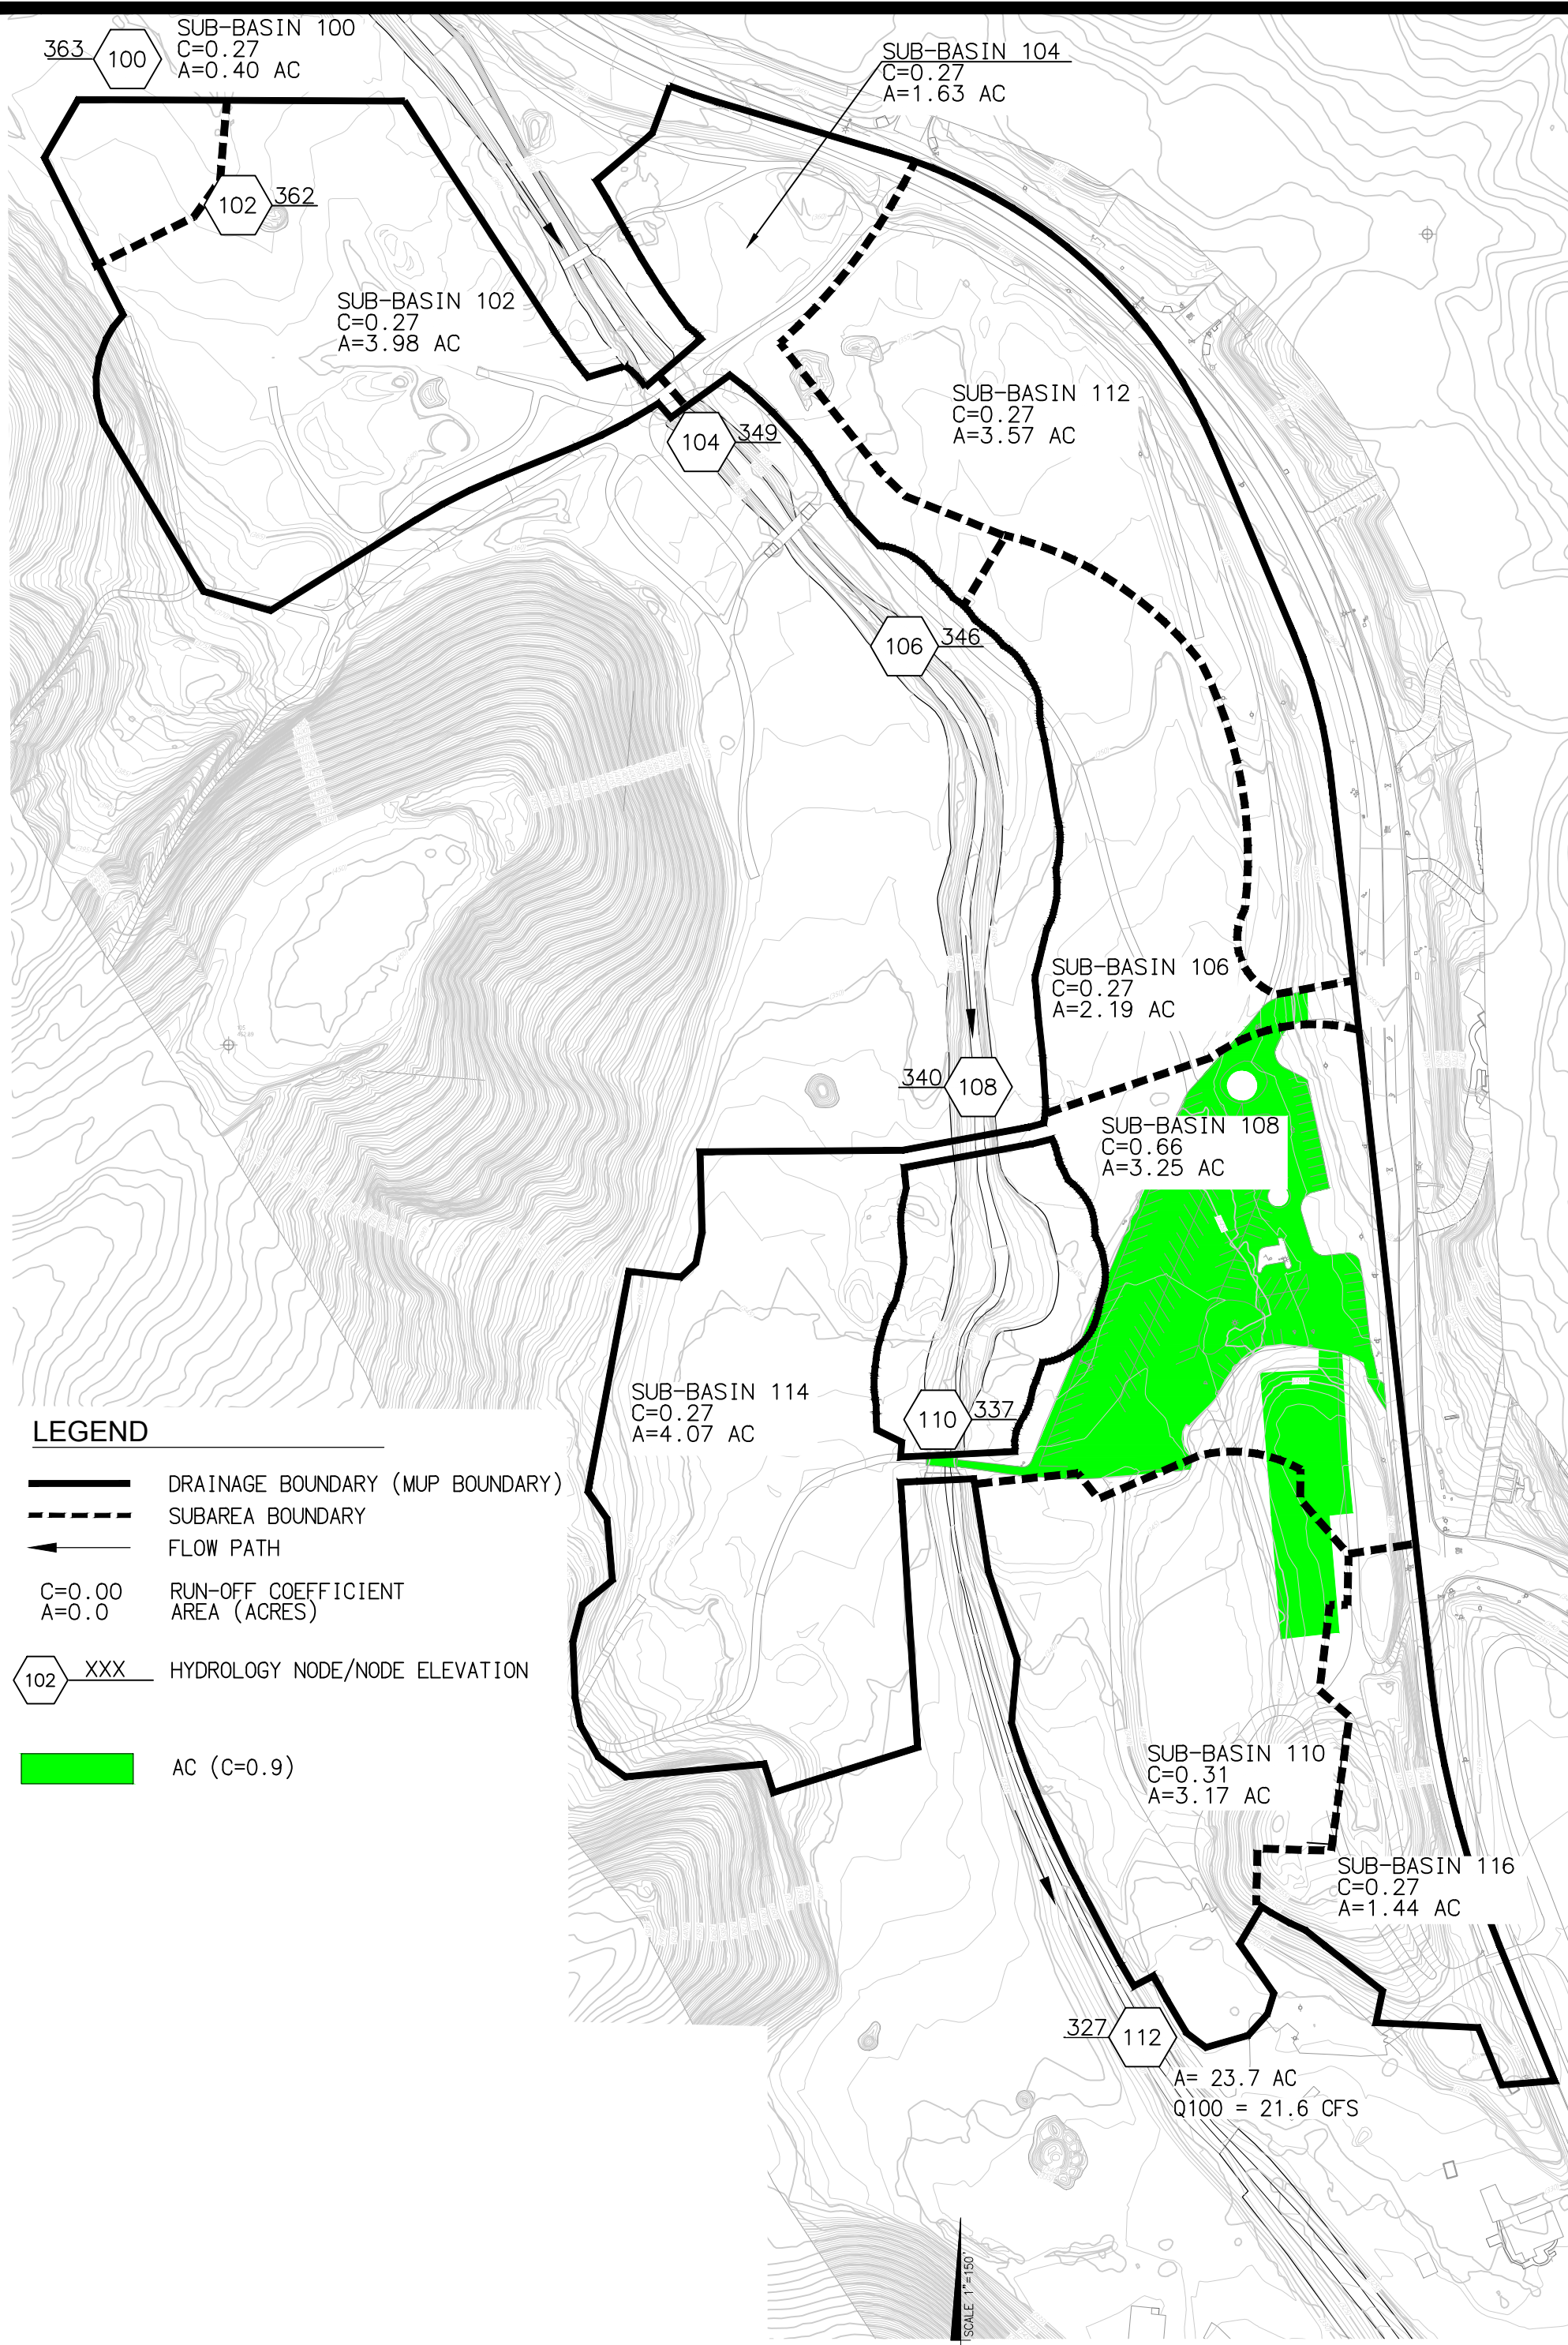 363
100
SUB-BASIN 100
C=0.27
A=0.40 AC
SUB-BASIN 104
C=0.27
A=1.63 AC
102
362
SUB-BASIN 102
C=0.27
A=3.98 AC
SUB-BASIN 112
C=0.27
A=3.57 AC
104
349
106
346
SUB-BASIN 106
C=0.27
A=2.19 AC
340
108
SUB-BASIN 108
C=0.66
A=3.25 AC
SUB-BASIN 114
C=0.27
A=4.07 AC
110
337
LEGEND
DRAINAGE BOUNDARY (MUP BOUNDARY)
SUBAREA BOUNDARY
FLOW PATH
C=0.00 RUN-OFF COEFFICIENT
A=0.0 AREA (ACRES)
102 XXX HYDROLOGY NODE/NODE ELEVATION
AC (C=0.9)
SUB-BASIN 110
C=0.31
A=3.17 AC
SUB-BASIN 116
C=0.27
A=1.44 AC
327
112
A= 23.7 AC
Q100 = 21.6 CFS
SCALE 1"=150'